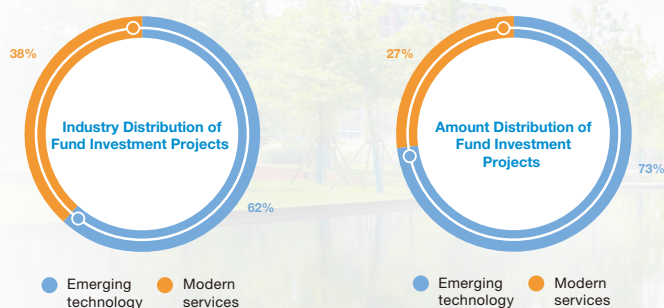 38%
Industry Distribution of
Fund Investment Projects
62%
Emerging
technology
Modern
services
27%
Amount Distribution of
Fund Investment
Projects
73%
Emerging
technology
Modern
services